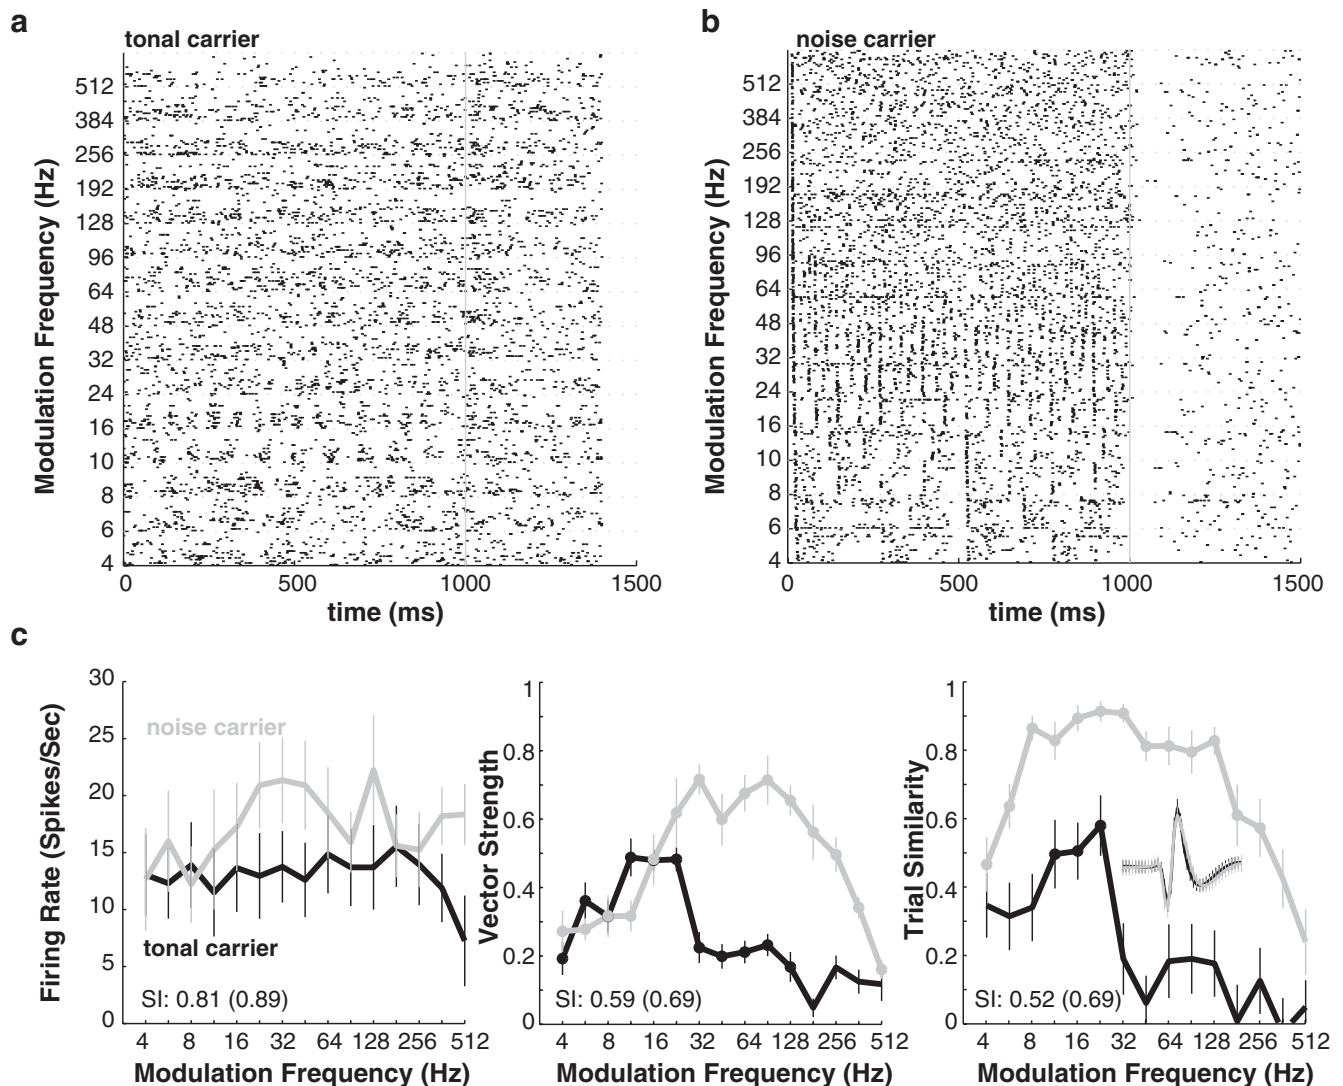 a
tonal carrier
512
384
256
192
128
96
64
48
32
24
16
10
8
6
4
Modulation Frequency (Hz)
0 500 1000 1500
time (ms)
b
noise carrier
512
384
256
192
128
96
64
48
32
24
16
10
8
6
4
Modulation Frequency (Hz)
0 500 1000 1500
time (ms)
c
30
25
20
15
10
5
0
Firing Rate (Spikes/Sec)
noise carrier
tonal carrier
SI: 0.81 (0.89)
4 8 16 32 64 128 256 512
Modulation Frequency (Hz)
1
0.8
0.6
0.4
0.2
0
Vector Strength
SI: 0.59 (0.69)
4 8 16 32 64 128 256 512
Modulation Frequency (Hz)
1
0.8
0.6
0.4
0.2
0
Trial Similarity
SI: 0.52 (0.69)
4 8 16 32 64 128 256 512
Modulation Frequency (Hz)